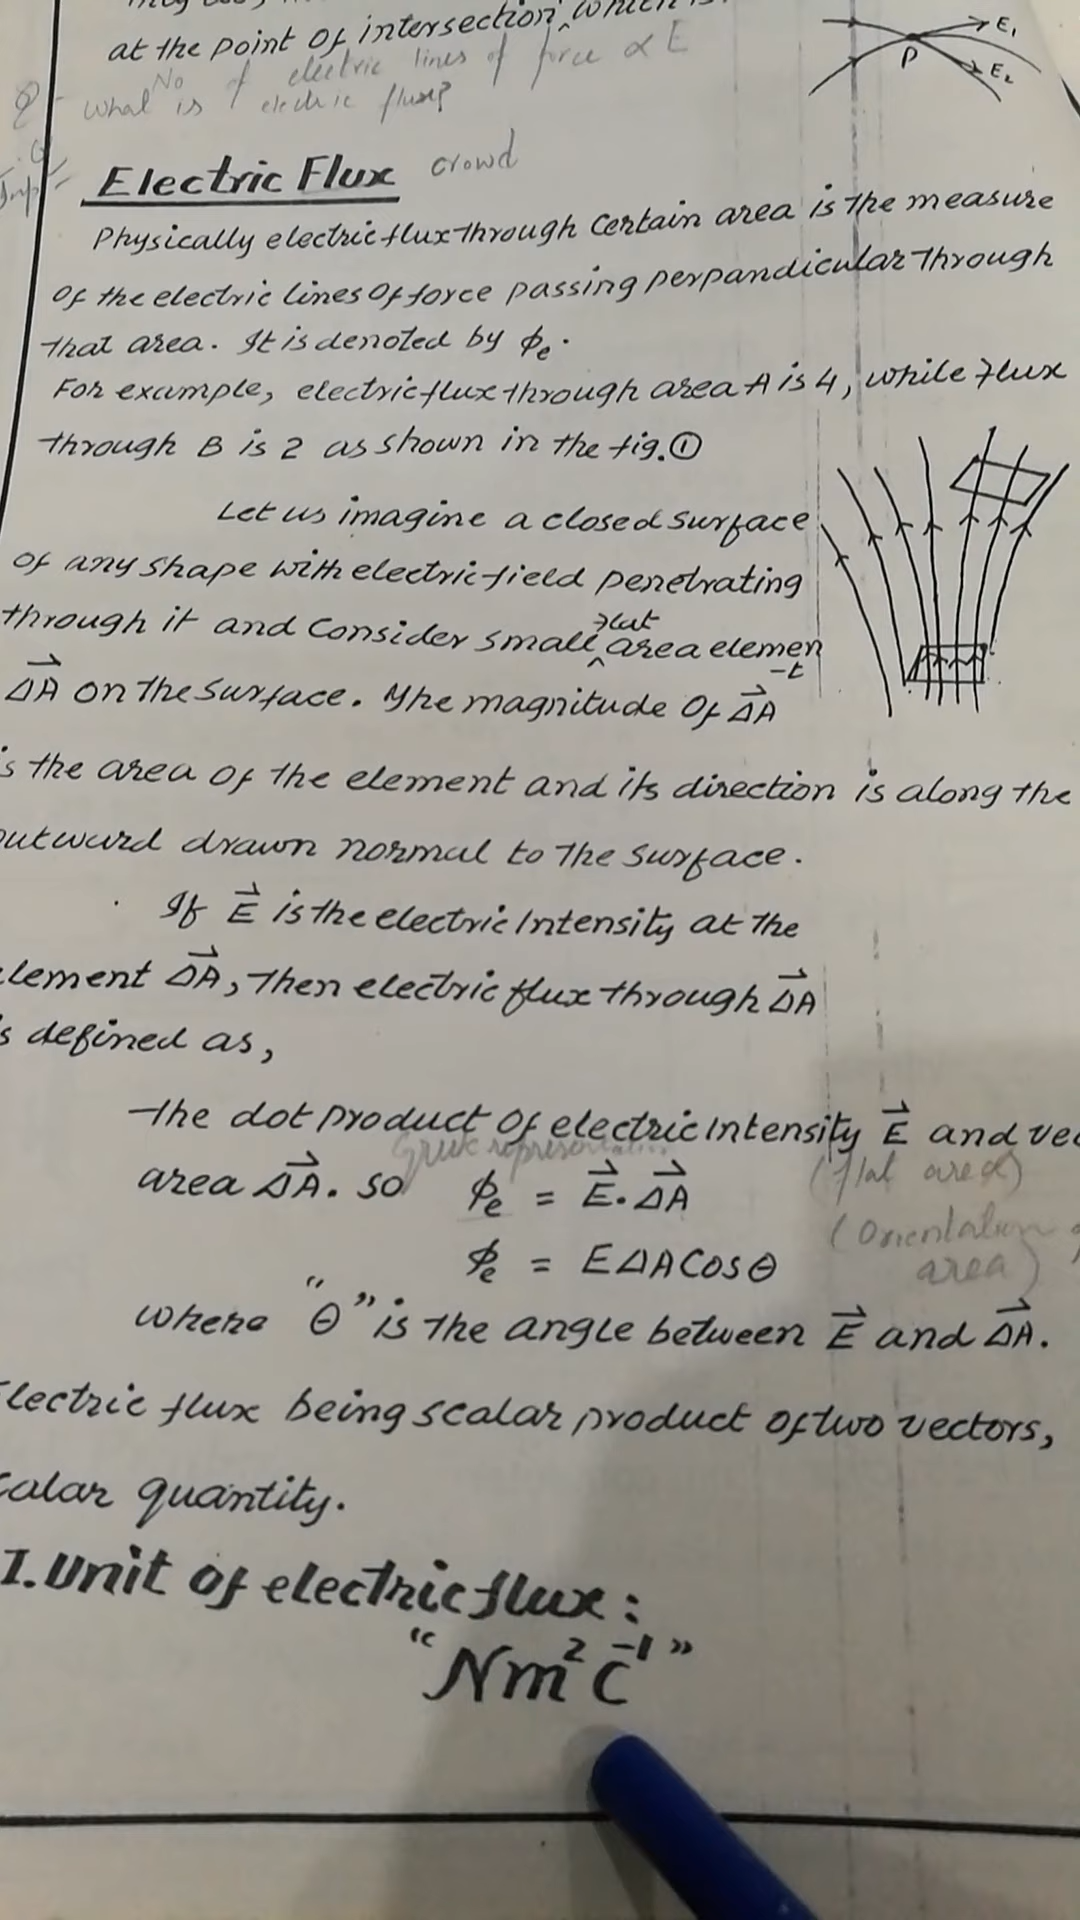 at the point of intersection, which is
E₁
P
E₂
No of electric lines of force ∝ E
Q- What is electric flux?
Imp
Electric Flux crowd
Physically electric flux through certain area is the measure
of the electric lines of force passing perpandicular through
that area. It is denoted by ϕe.
For example, electric flux through area A is 4, while flux
through B is 2 as shown in the fig.①
Let us imagine a closed surface
of any shape with electric field penetrating
through it and consider small ^flat area elemen-t
ΔA⃗ on the surface. The magnitude of ΔA⃗
s the area of the element and its direction is along the
outward drawn normal to the surface.
If E⃗ is the electric Intensity at the
lement ΔA⃗, then electric flux through ΔA⃗
s defined as,
The dot product of electric Intensity E⃗ and vec
area ΔA⃗. so ϕe = E⃗.ΔA⃗ (flat area)
ϕe = EΔACosθ (Orientation of area)
where "θ" is the angle between E⃗ and ΔA⃗.
Electric flux being scalar product of two vectors,
calar quantity.
I. Unit of electric flux:
"Nm²C⁻¹"